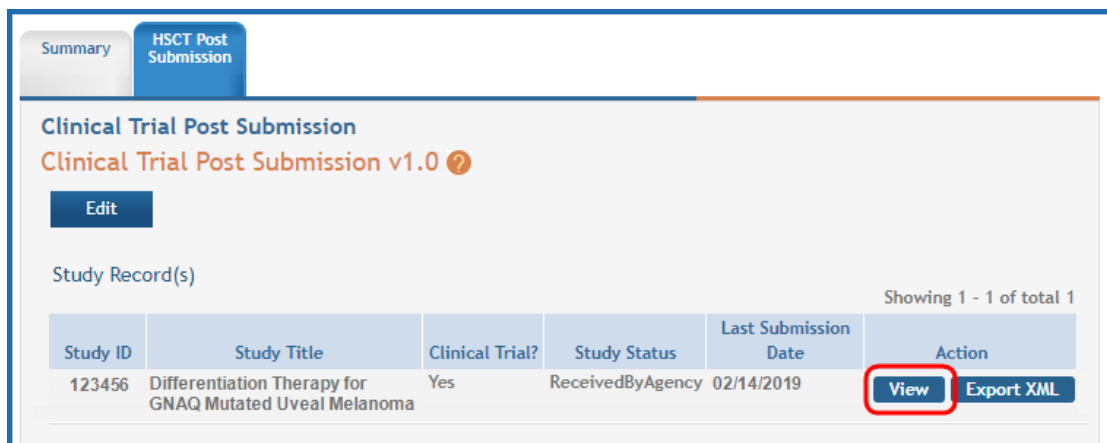 Summary
HSCT Post
Submission
Clinical Trial Post Submission
Clinical Trial Post Submission v1.0 ?
Edit
Study Record(s)
Showing 1 - 1 of total 1
Study ID Study Title Clinical Trial? Study Status Last Submission Date Action
123456 Differentiation Therapy for Yes ReceivedByAgency 02/14/2019 View Export XML
GNAQ Mutated Uveal Melanoma